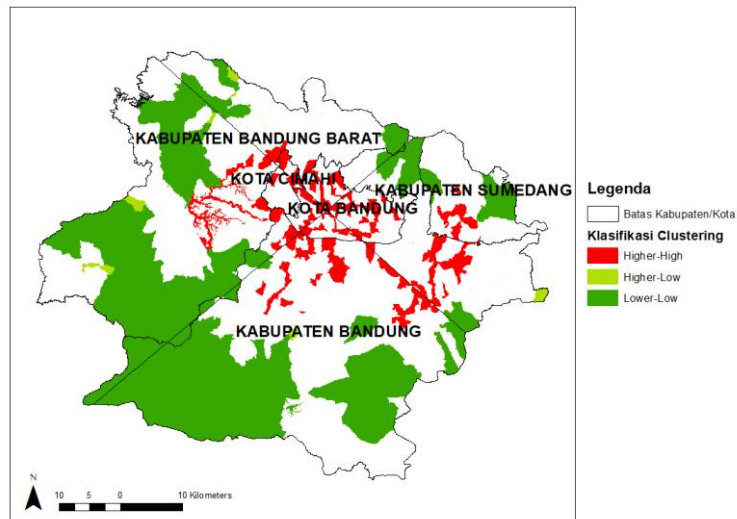 KABUPATEN BANDUNG BARAT
KOTA CIMAHI
KABUPATEN SUMEDANG
KOTA BANDUNG
KABUPATEN BANDUNG
Legenda
Batas Kabupaten/Kota
Klasifikasi Clustering
Higher-High
Higher-Low
Lower-Low
N
10 5 0 10 Kilometers